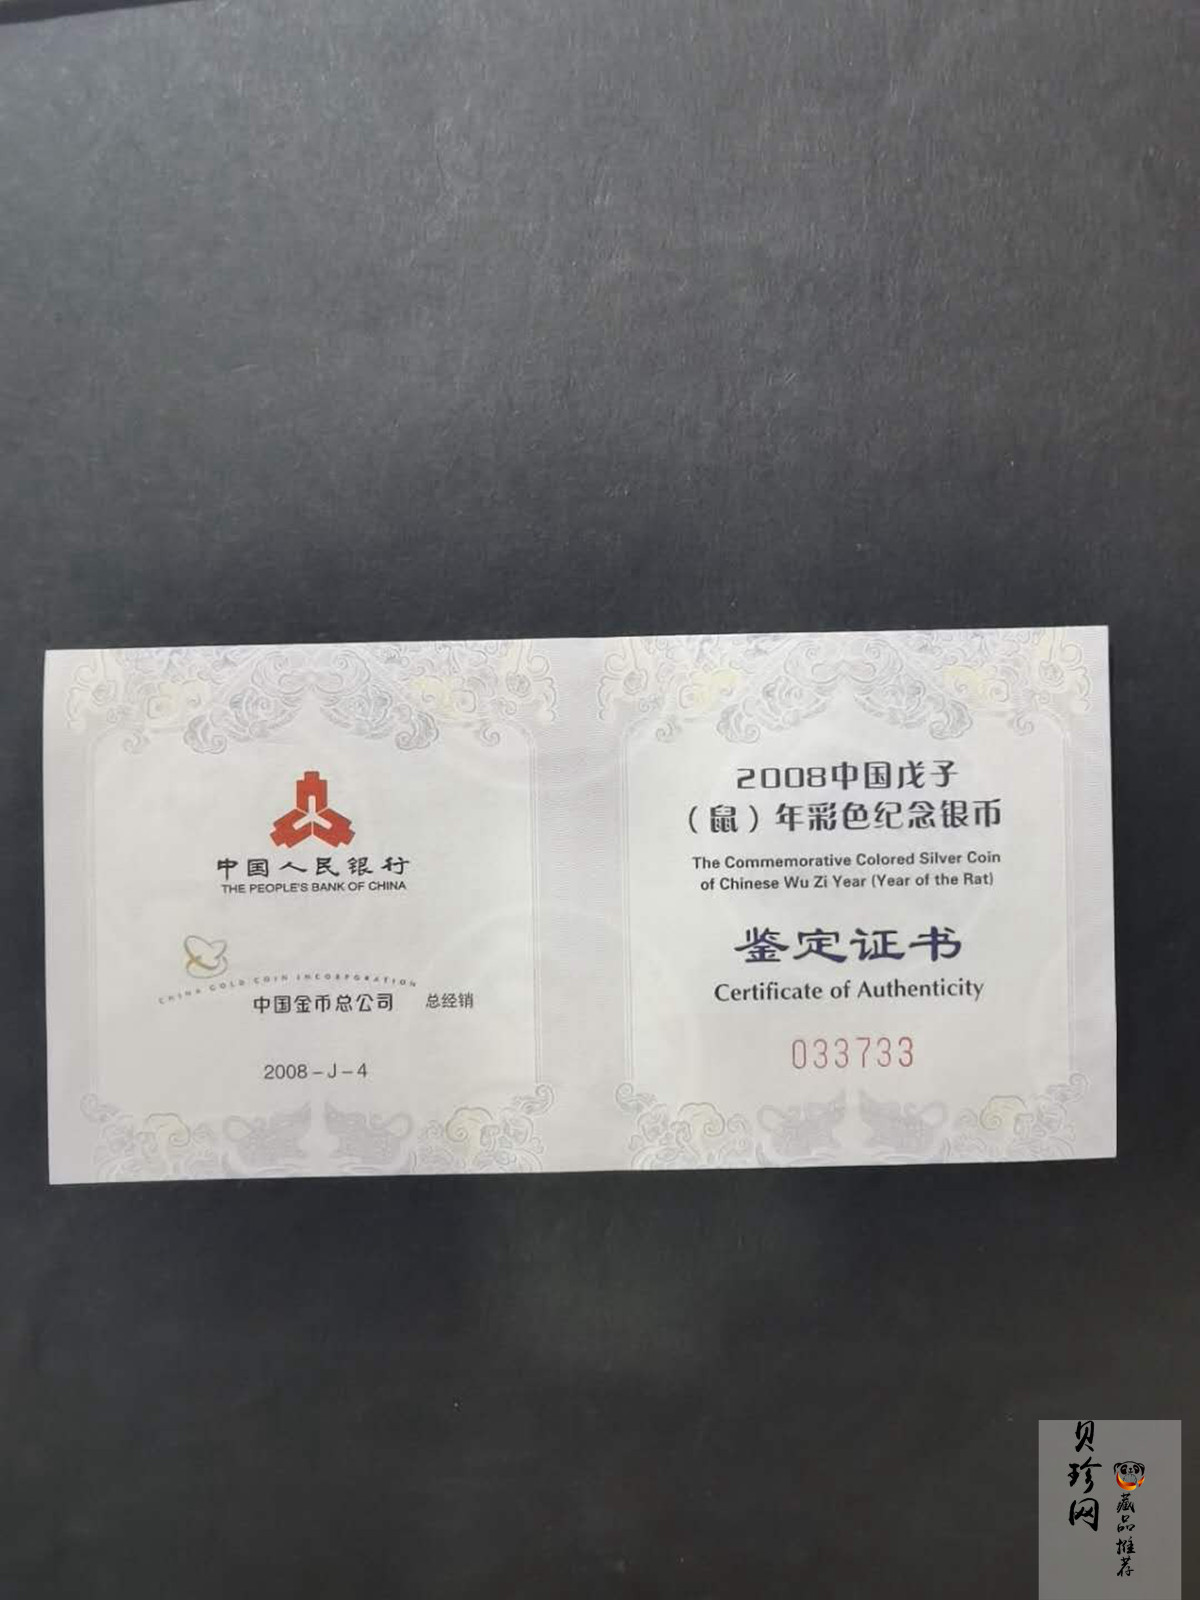 中国人民银行
THE PEOPLE'S BANK OF CHINA
CHINA GOLD COIN INCORPORATION
中国金币总公司 总经销
2008-J-4
2008中国戊子
（鼠）年彩色纪念银币
The Commemorative Colored Silver Coin
of Chinese Wu Zi Year (Year of the Rat)
鉴定证书
Certificate of Authenticity
033733
贝珍网
藏品推荐